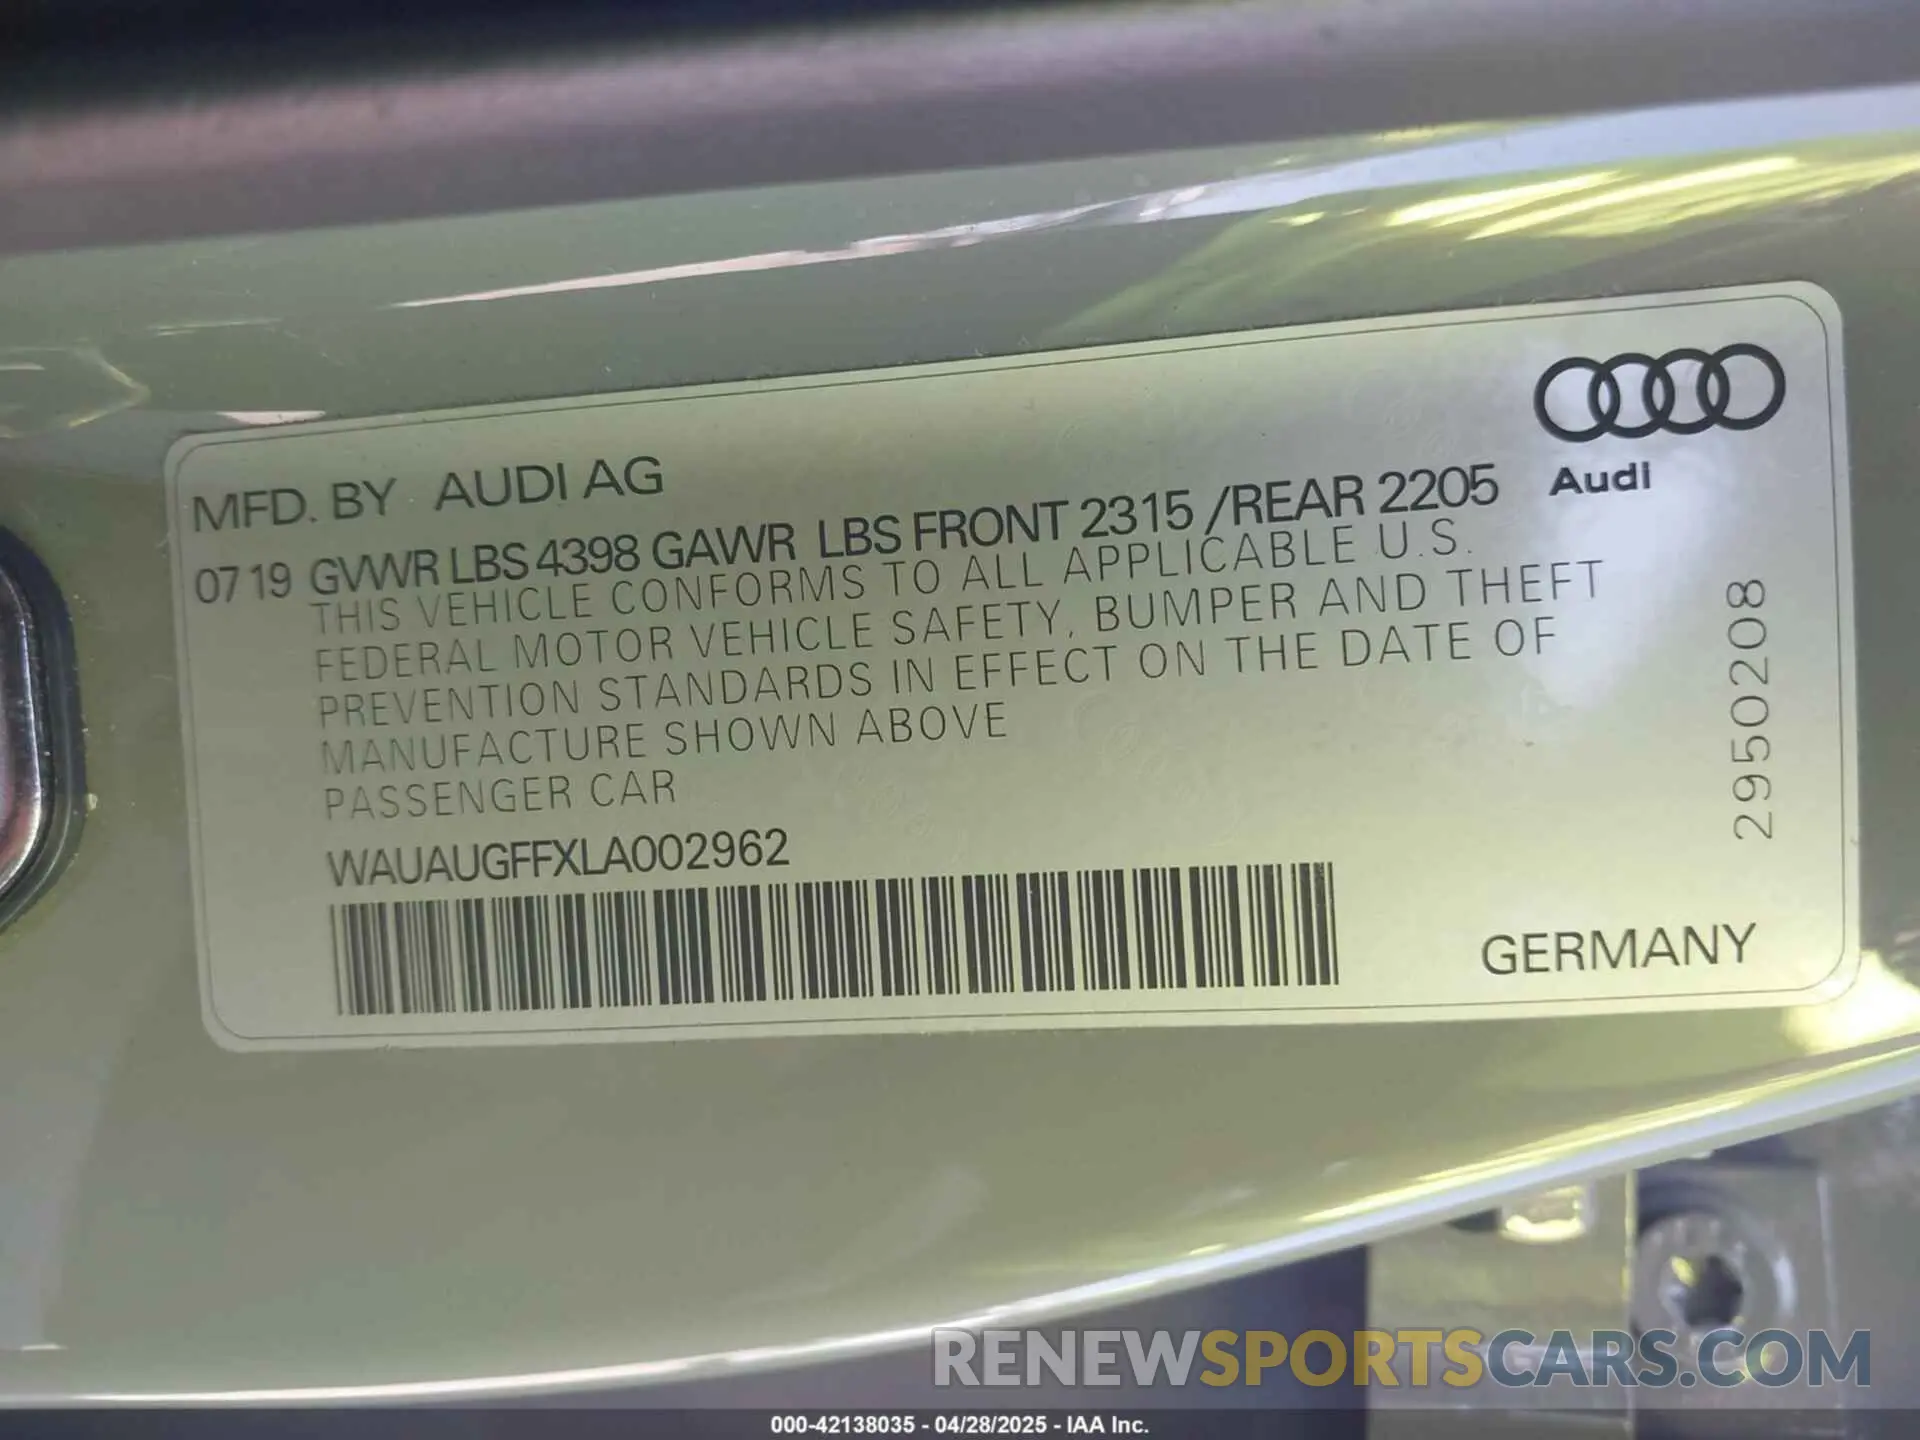 MFD. BY AUDI AG
Audi
07 19 GVWR LBS 4398 GAWR LBS FRONT 2315 /REAR 2205
THIS VEHICLE CONFORMS TO ALL APPLICABLE U.S.
FEDERAL MOTOR VEHICLE SAFETY, BUMPER AND THEFT
PREVENTION STANDARDS IN EFFECT ON THE DATE OF
MANUFACTURE SHOWN ABOVE
PASSENGER CAR
WAUAUGFFXLA002962
2950208
GERMANY
RENEWSPORTSCARS.COM
000-42138035 - 04/28/2025 - IAA Inc.